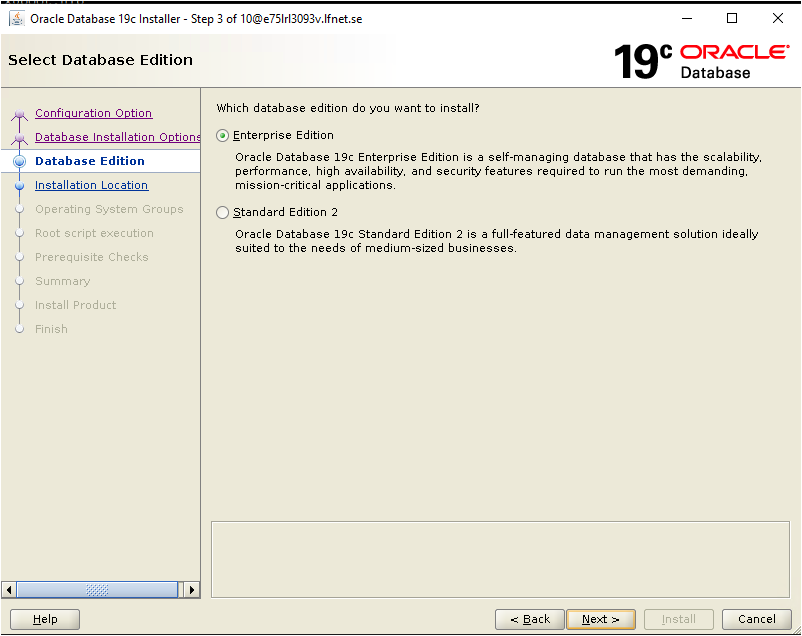 Oracle Database 19c Installer - Step 3 of 10@e75lrl3093v.lfnet.se
Select Database Edition
19c ORACLE
Database
Configuration Option
Database Installation Options
Database Edition
Installation Location
Operating System Groups
Root script execution
Prerequisite Checks
Summary
Install Product
Finish
Which database edition do you want to install?
Enterprise Edition
Oracle Database 19c Enterprise Edition is a self-managing database that has the scalability,
performance, high availability, and security features required to run the most demanding,
mission-critical applications.
Standard Edition 2
Oracle Database 19c Standard Edition 2 is a full-featured data management solution ideally
suited to the needs of medium-sized businesses.
Help
< Back
Next >
Install
Cancel